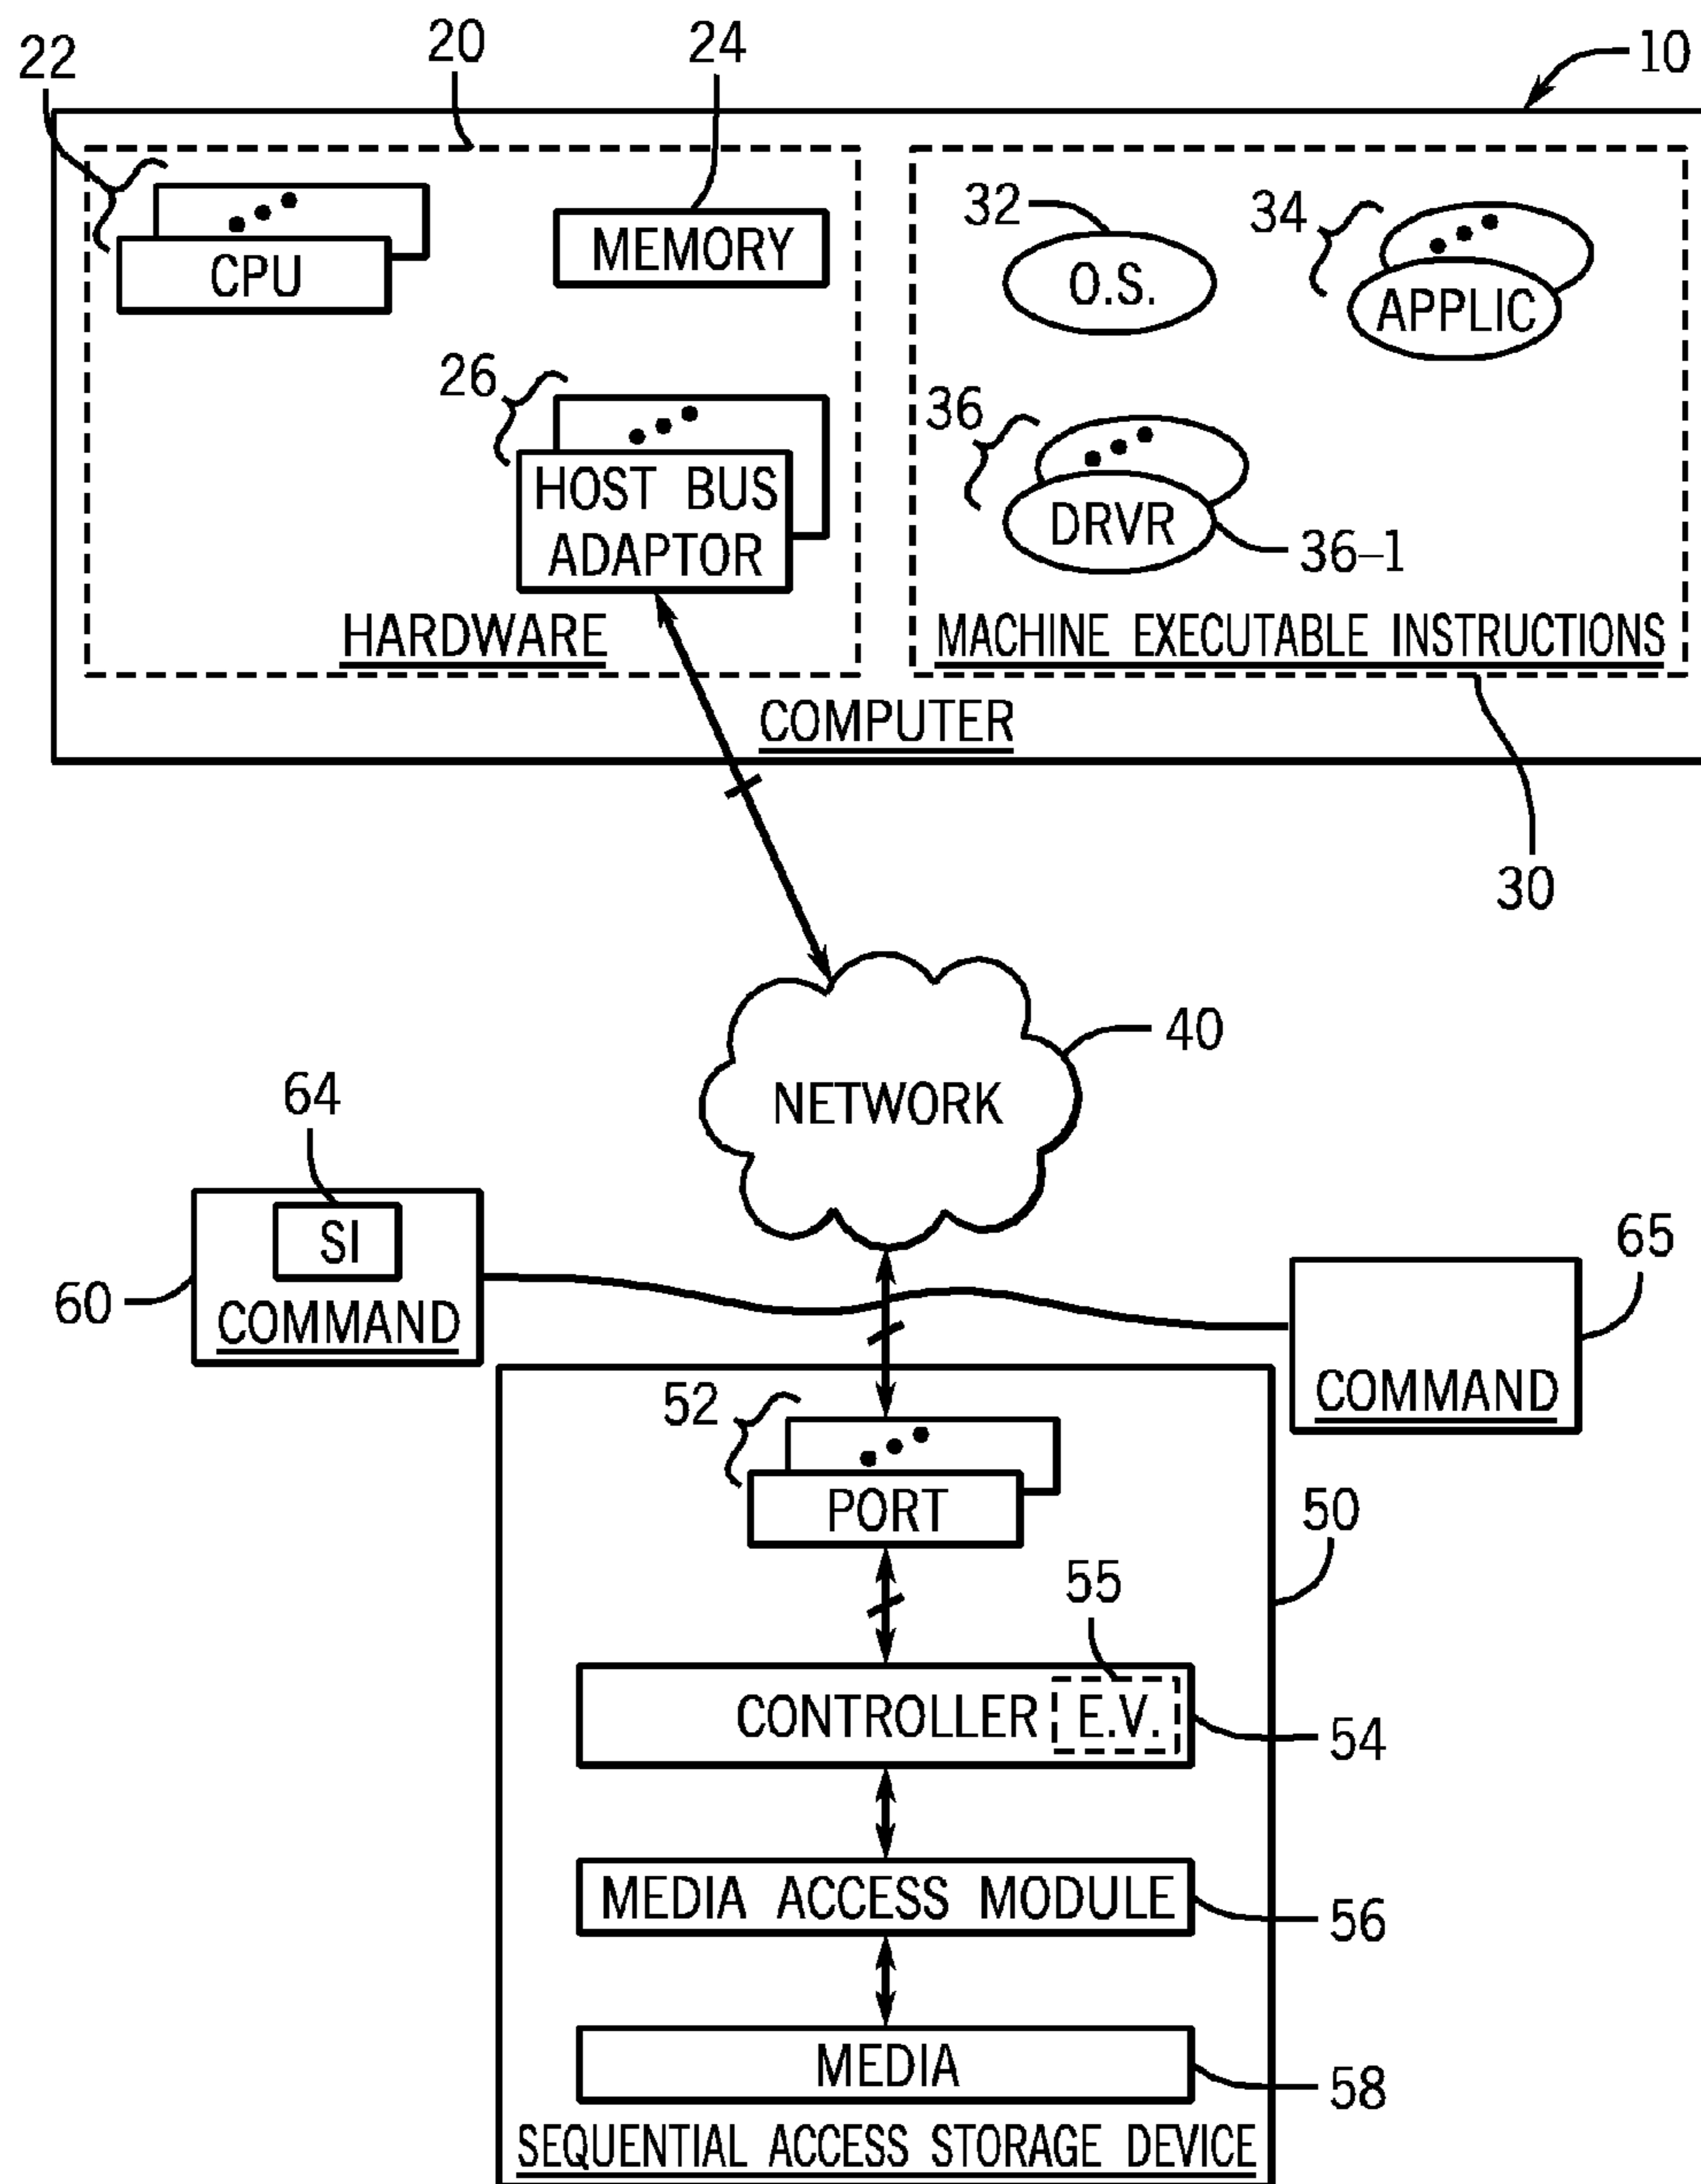 22
20
24
10
CPU
MEMORY
32
O.S.
34
APPLIC
26
HOST BUS
ADAPTOR
36
DRVR
36-1
HARDWARE
MACHINE EXECUTABLE INSTRUCTIONS
COMPUTER
30
NETWORK
40
64
SI
60
COMMAND
65
COMMAND
52
PORT
50
55
CONTROLLER
E.V.
54
MEDIA ACCESS MODULE
56
MEDIA
58
SEQUENTIAL ACCESS STORAGE DEVICE